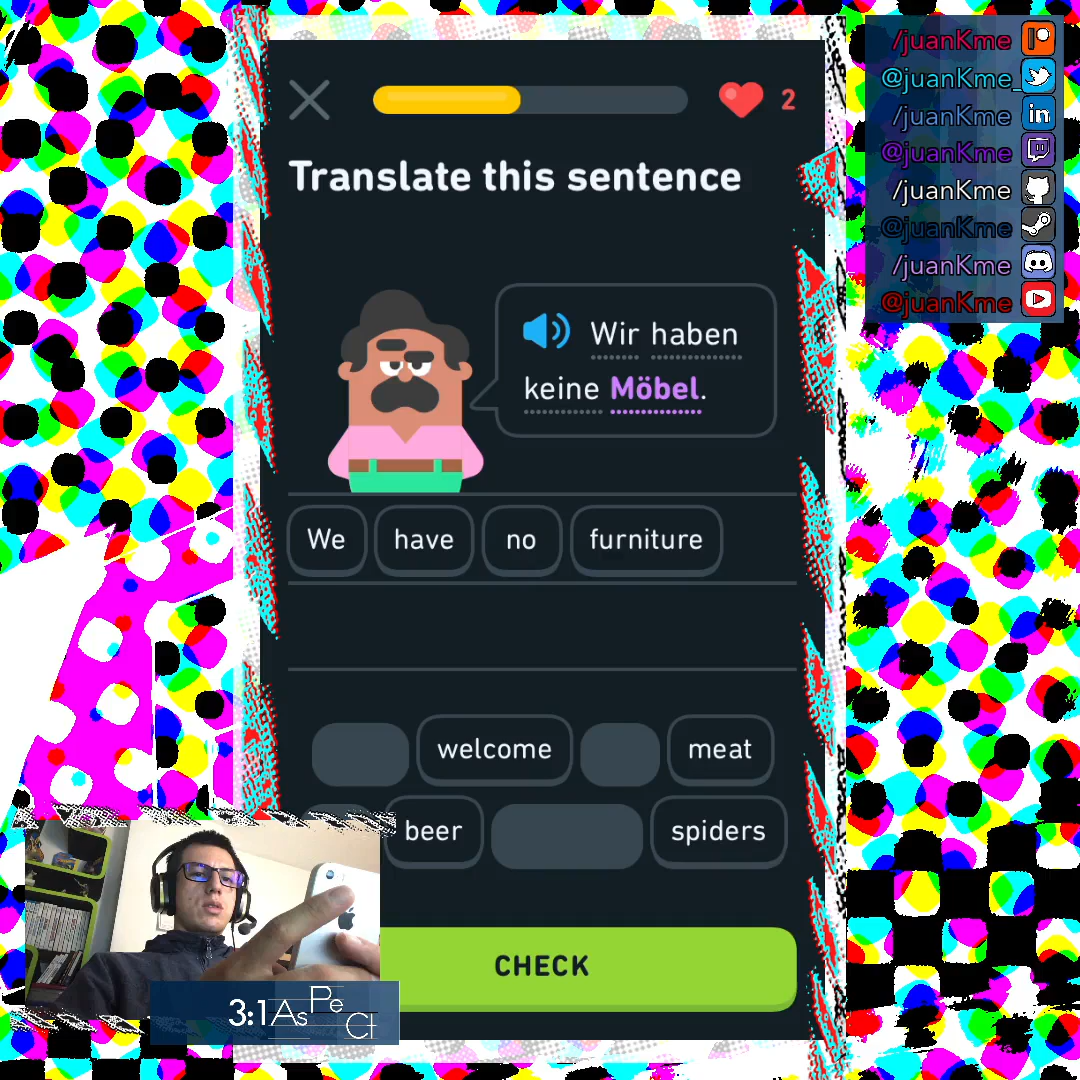 2
Translate this sentence
Wir haben
keine Möbel.
We have no furniture
welcome meat
beer spiders
CHECK
/juanKme
@juanKme_
/juanKme
@juanKme
/juanKme
@juanKme
/juanKme
@juanKme
3:1 AsPeCt